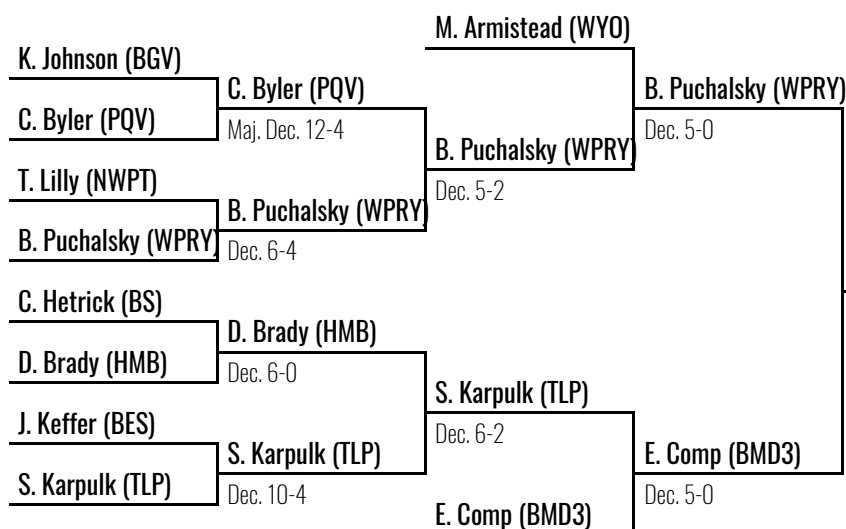 K. Johnson (BGV)
C. Byler (PQV)
T. Lilly (NWPT)
B. Puchalsky (WPRY)
C. Hetrick (BS)
D. Brady (HMB)
J. Keffer (BES)
S. Karpulk (TLP)
C. Byler (PQV)
Maj. Dec. 12-4
B. Puchalsky (WPRY)
Dec. 6-4
D. Brady (HMB)
Dec. 6-0
S. Karpulk (TLP)
Dec. 10-4
M. Armistead (WYO)
B. Puchalsky (WPRY)
Dec. 5-2
S. Karpulk (TLP)
Dec. 6-2
E. Comp (BMD3)
B. Puchalsky (WPRY)
Dec. 5-0
E. Comp (BMD3)
Dec. 5-0